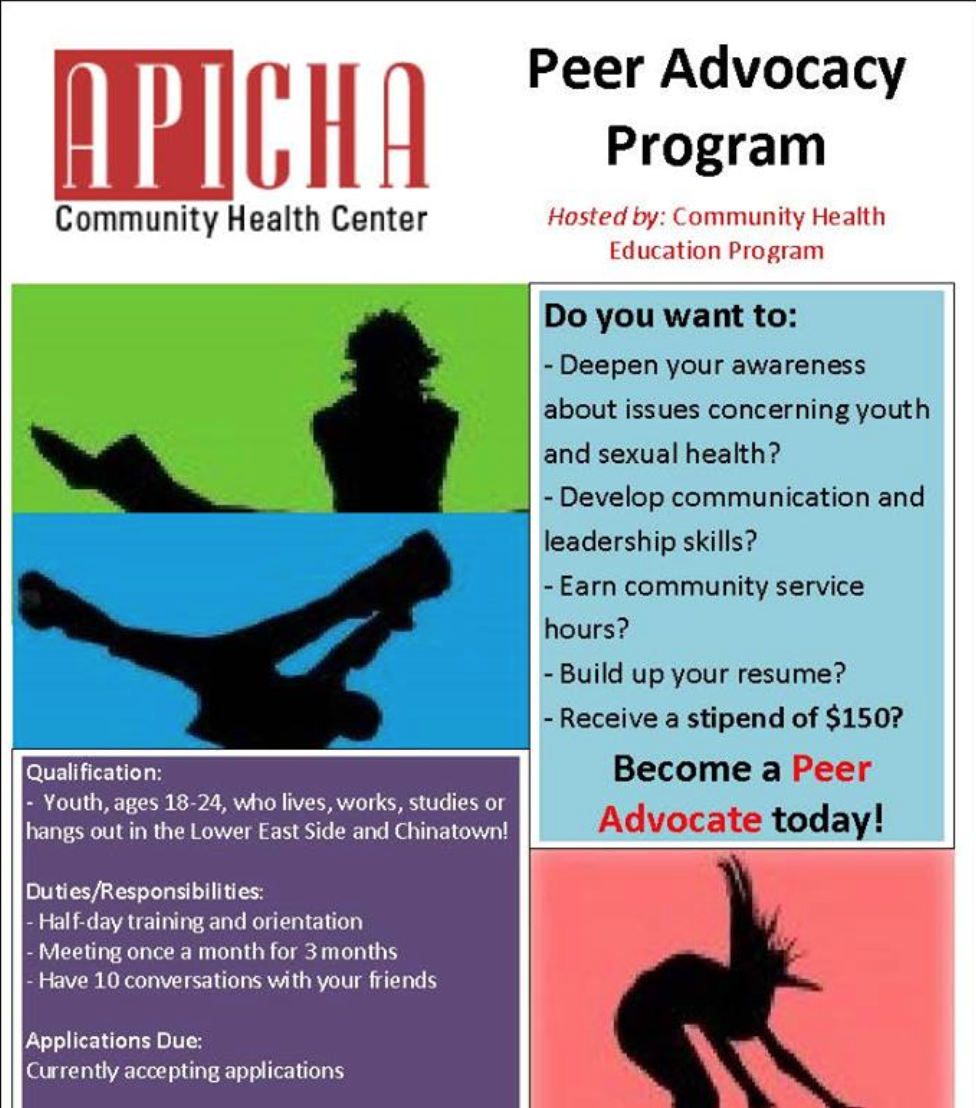 APICHA
Community Health Center
Peer Advocacy
Program
Hosted by: Community Health
Education Program
Do you want to:
- Deepen your awareness
about issues concerning youth
and sexual health?
- Develop communication and
leadership skills?
- Earn community service
hours?
- Build up your resume?
- Receive a stipend of $150?
Become a Peer
Advocate today!
Qualification:
- Youth, ages 18-24, who lives, works, studies or
hangs out in the Lower East Side and Chinatown!
Duties/Responsibilities:
- Half-day training and orientation
- Meeting once a month for 3 months
- Have 10 conversations with your friends
Applications Due:
Currently accepting applications